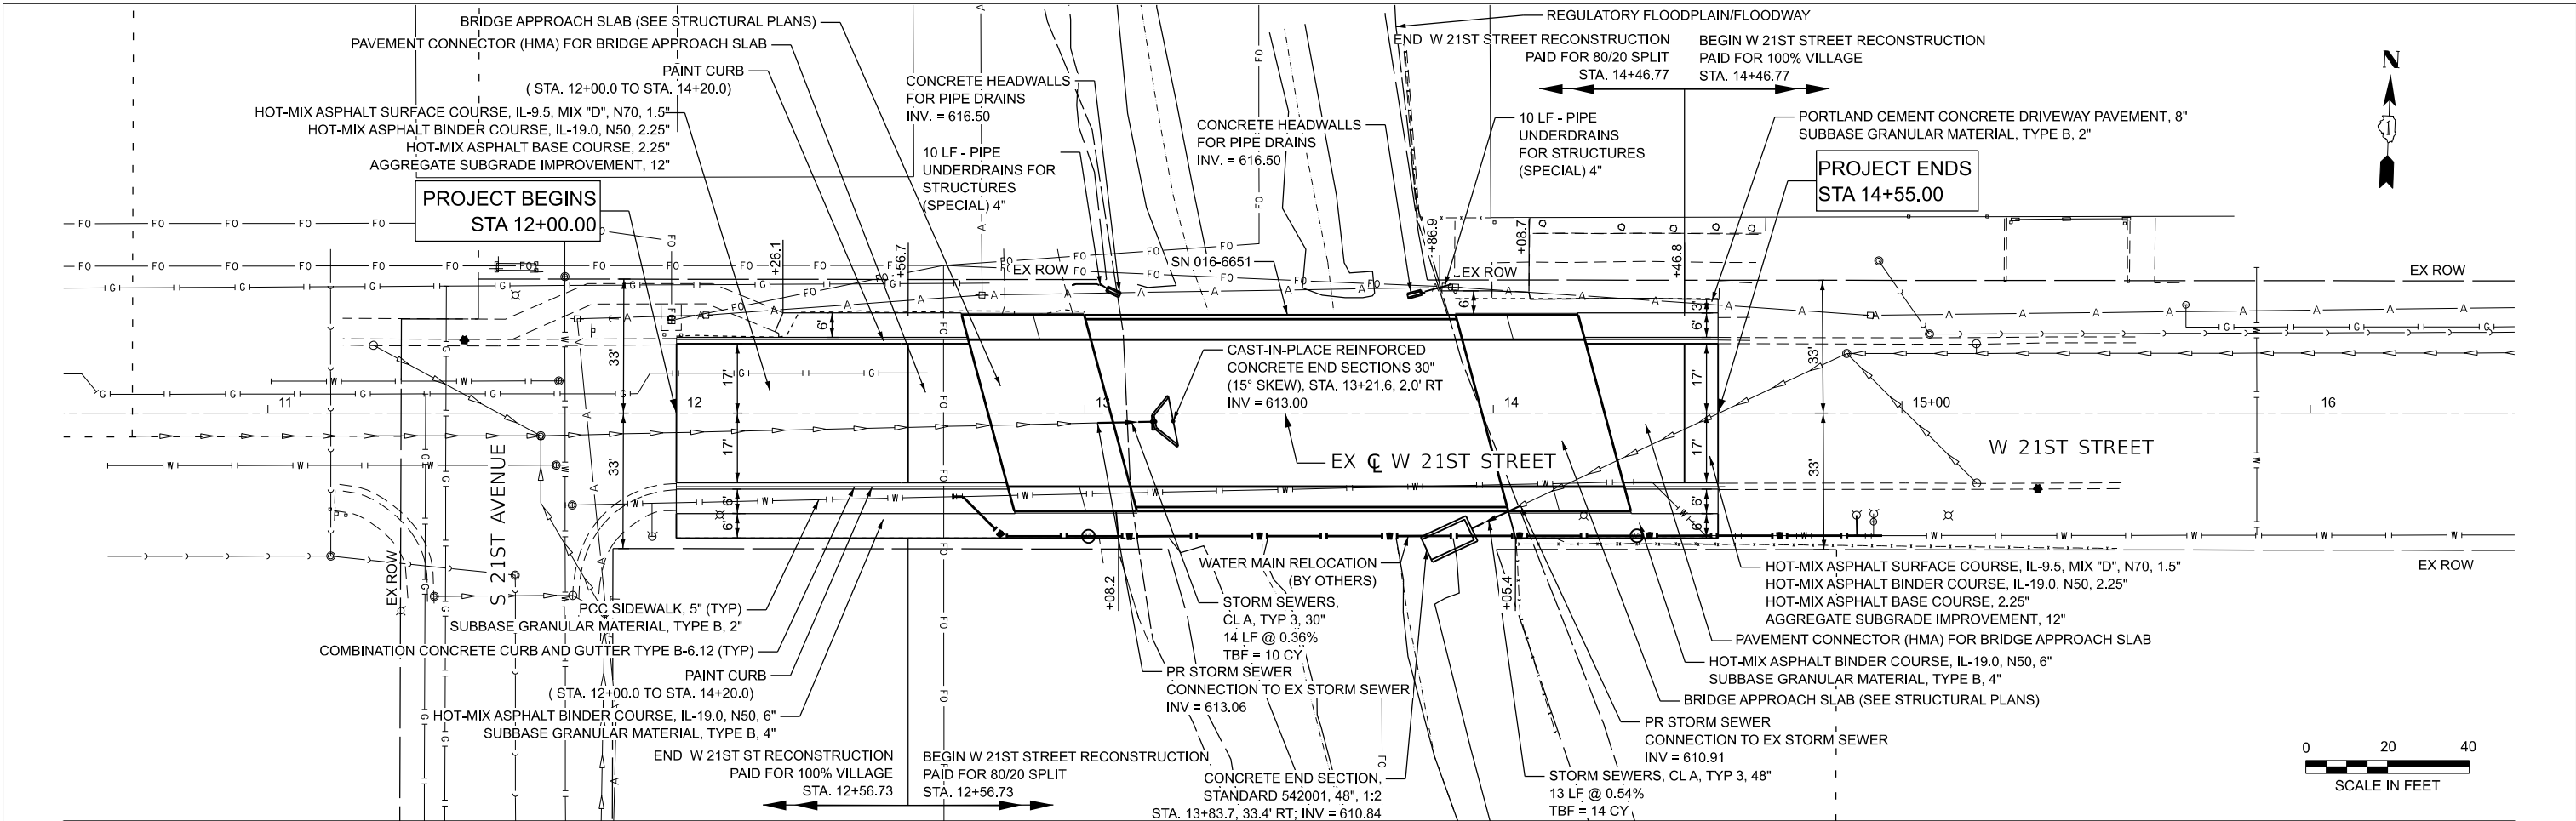 BRIDGE APPROACH SLAB (SEE STRUCTURAL PLANS)
PAVEMENT CONNECTOR (HMA) FOR BRIDGE APPROACH SLAB
PAINT CURB
( STA. 12+00.0 TO STA. 14+20.0)
HOT-MIX ASPHALT SURFACE COURSE, IL-9.5, MIX "D", N70, 1.5"
HOT-MIX ASPHALT BINDER COURSE, IL-19.0, N50, 2.25"
HOT-MIX ASPHALT BASE COURSE, 2.25"
AGGREGATE SUBGRADE IMPROVEMENT, 12"
PROJECT BEGINS
STA 12+00.00
CONCRETE HEADWALLS
FOR PIPE DRAINS
INV. = 616.50
10 LF - PIPE
UNDERDRAINS FOR
STRUCTURES
(SPECIAL) 4"
CONCRETE HEADWALLS
FOR PIPE DRAINS
INV. = 616.50
REGULATORY FLOODPLAIN/FLOODWAY
END W 21ST STREET RECONSTRUCTION
PAID FOR 80/20 SPLIT
STA. 14+46.77
BEGIN W 21ST STREET RECONSTRUCTION
PAID FOR 100% VILLAGE
STA. 14+46.77
10 LF - PIPE
UNDERDRAINS
FOR STRUCTURES
(SPECIAL) 4"
PORTLAND CEMENT CONCRETE DRIVEWAY PAVEMENT, 8"
SUBBASE GRANULAR MATERIAL, TYPE B, 2"
PROJECT ENDS
STA 14+55.00
N
+26.1
+56.7
+86.9
+08.7
+46.8
EX ROW
SN 016-6651
EX ROW
EX ROW
6'
6'
3'
6'
33'
17'
17'
33'
6'
6'
33'
17'
17'
33'
6'
6'
11
12
13
14
15+00
16
CAST-IN-PLACE REINFORCED
CONCRETE END SECTIONS 30"
(15° SKEW), STA. 13+21.6, 2.0' RT
INV = 613.00
EX CL W 21ST STREET
W 21ST STREET
S 21ST AVENUE
EX ROW
EX ROW
+08.2
+05.4
WATER MAIN RELOCATION
(BY OTHERS)
STORM SEWERS,
CL A, TYP 3, 30"
14 LF @ 0.36%
TBF = 10 CY
PR STORM SEWER
CONNECTION TO EX STORM SEWER
INV = 613.06
PCC SIDEWALK, 5" (TYP)
SUBBASE GRANULAR MATERIAL, TYPE B, 2"
COMBINATION CONCRETE CURB AND GUTTER TYPE B-6.12 (TYP)
PAINT CURB
( STA. 12+00.0 TO STA. 14+20.0)
HOT-MIX ASPHALT BINDER COURSE, IL-19.0, N50, 6"
SUBBASE GRANULAR MATERIAL, TYPE B, 4"
END W 21ST ST RECONSTRUCTION
PAID FOR 100% VILLAGE
STA. 12+56.73
BEGIN W 21ST STREET RECONSTRUCTION
PAID FOR 80/20 SPLIT
STA. 12+56.73
CONCRETE END SECTION,
STANDARD 542001, 48", 1:2
STA. 13+83.7, 33.4' RT; INV = 610.84
HOT-MIX ASPHALT SURFACE COURSE, IL-9.5, MIX "D", N70, 1.5"
HOT-MIX ASPHALT BINDER COURSE, IL-19.0, N50, 2.25"
HOT-MIX ASPHALT BASE COURSE, 2.25"
AGGREGATE SUBGRADE IMPROVEMENT, 12"
PAVEMENT CONNECTOR (HMA) FOR BRIDGE APPROACH SLAB
HOT-MIX ASPHALT BINDER COURSE, IL-19.0, N50, 6"
SUBBASE GRANULAR MATERIAL, TYPE B, 4"
BRIDGE APPROACH SLAB (SEE STRUCTURAL PLANS)
PR STORM SEWER
CONNECTION TO EX STORM SEWER
INV = 610.91
STORM SEWERS, CL A, TYP 3, 48"
13 LF @ 0.54%
TBF = 14 CY
0 20 40
SCALE IN FEET